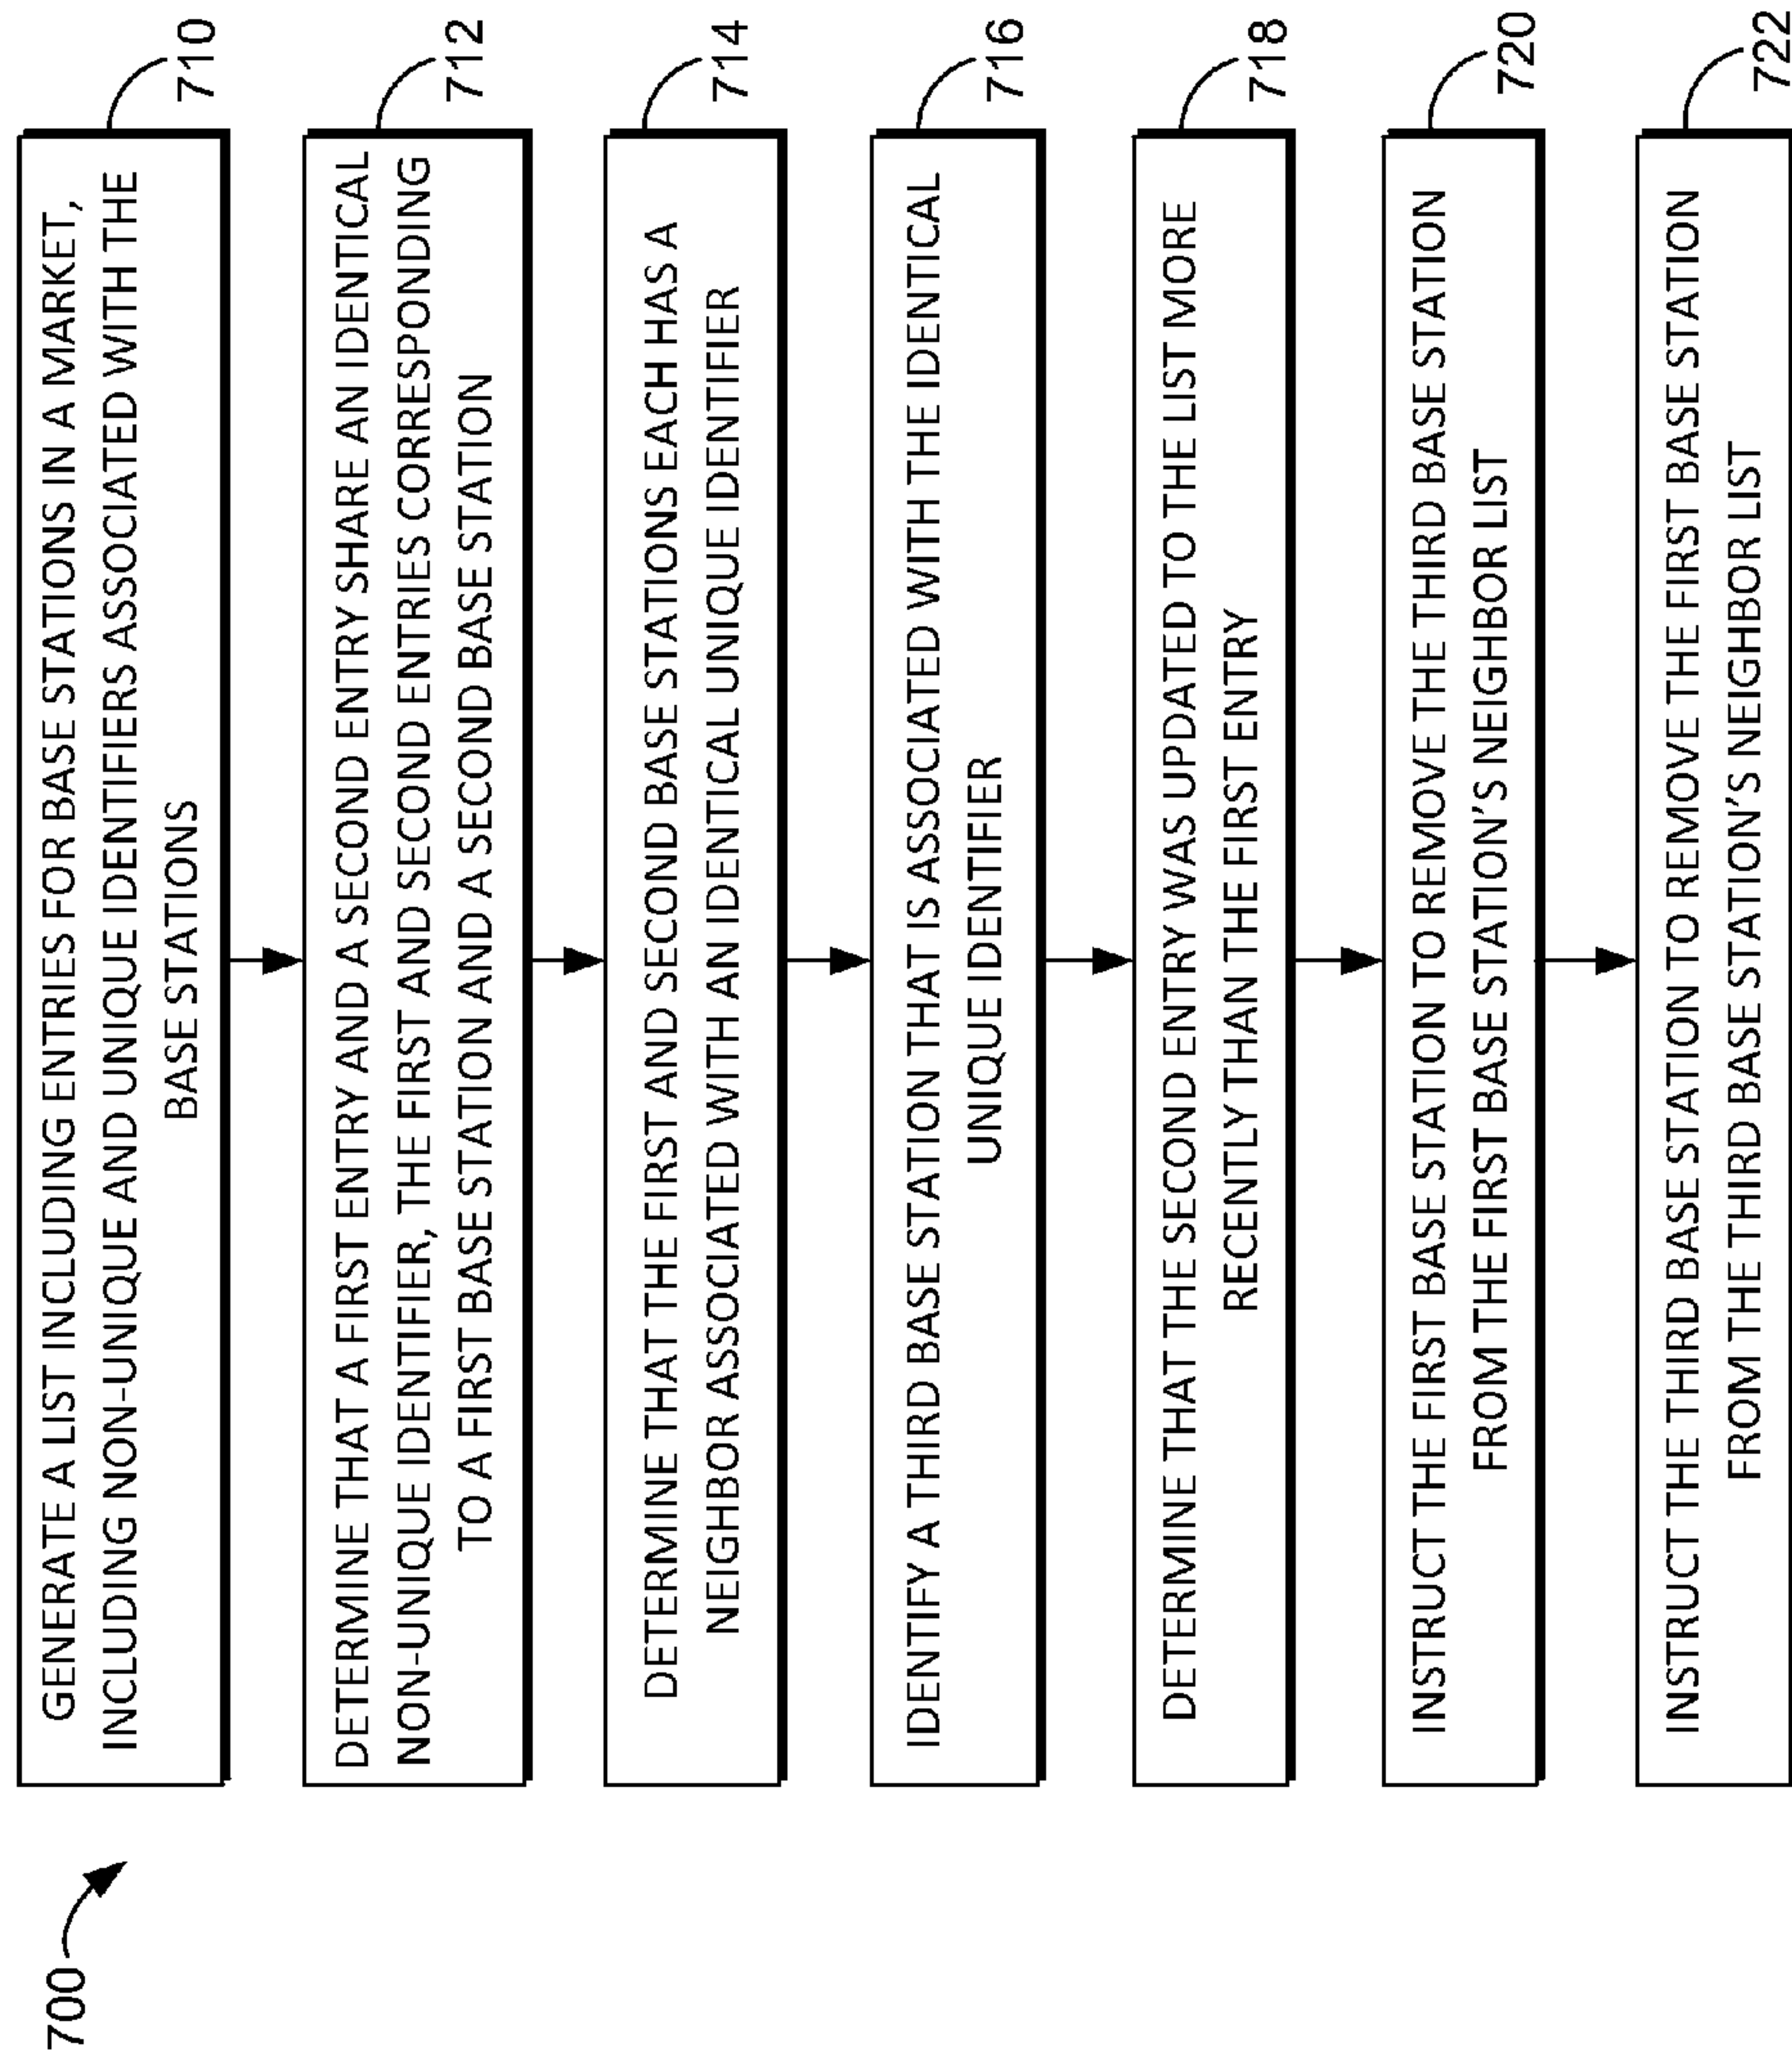 700
GENERATE A LIST INCLUDING ENTRIES FOR BASE STATIONS IN A MARKET,
INCLUDING NON-UNIQUE AND UNIQUE IDENTIFIERS ASSOCIATED WITH THE
BASE STATIONS
710
DETERMINE THAT A FIRST ENTRY AND A SECOND ENTRY SHARE AN IDENTICAL
NON-UNIQUE IDENTIFIER, THE FIRST AND SECOND ENTRIES CORRESPONDING
TO A FIRST BASE STATION AND A SECOND BASE STATION
712
DETERMINE THAT THE FIRST AND SECOND BASE STATIONS EACH HAS A
NEIGHBOR ASSOCIATED WITH AN IDENTICAL UNIQUE IDENTIFIER
714
IDENTIFY A THIRD BASE STATION THAT IS ASSOCIATED WITH THE IDENTICAL
UNIQUE IDENTIFIER
716
DETERMINE THAT THE SECOND ENTRY WAS UPDATED TO THE LIST MORE
RECENTLY THAN THE FIRST ENTRY
718
INSTRUCT THE FIRST BASE STATION TO REMOVE THE THIRD BASE STATION
FROM THE FIRST BASE STATION'S NEIGHBOR LIST
720
INSTRUCT THE THIRD BASE STATION TO REMOVE THE FIRST BASE STATION
FROM THE THIRD BASE STATION'S NEIGHBOR LIST
722